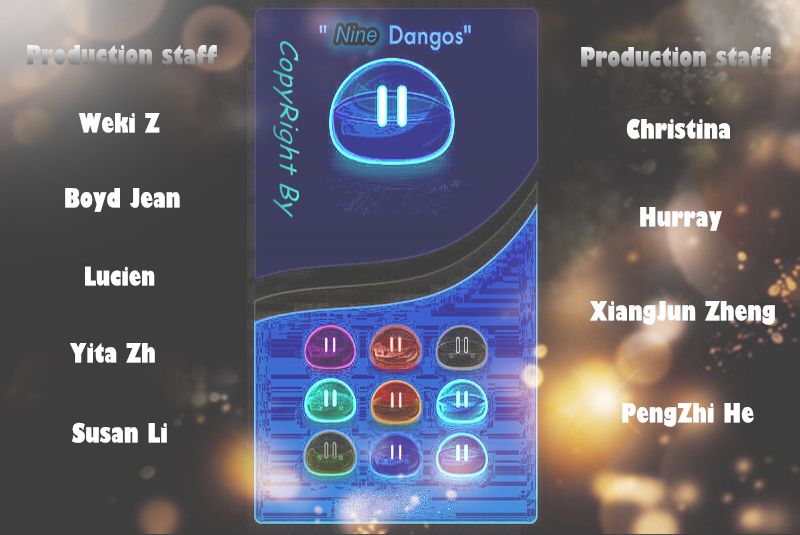 Production staff
Weki Z
Boyd Jean
Lucien
Yita Zh
Susan Li
" Nine Dangos"
CopyRight By
Production staff
Christina
Hurray
XiangJun Zheng
PengZhi He